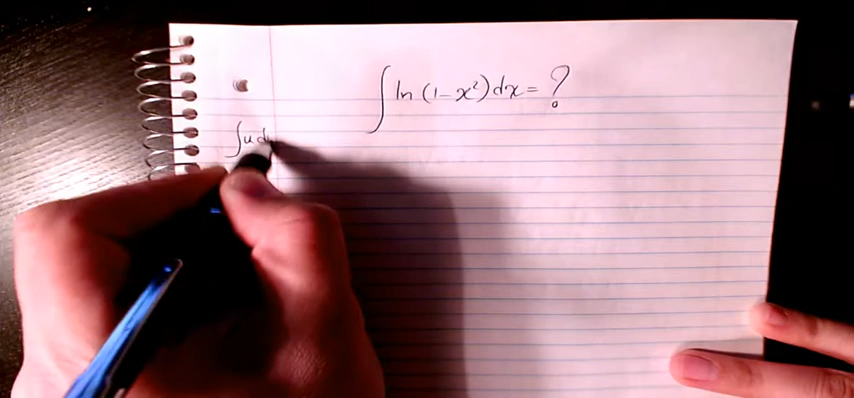 ∫ ln (1-x²) dx = ?
∫ u d